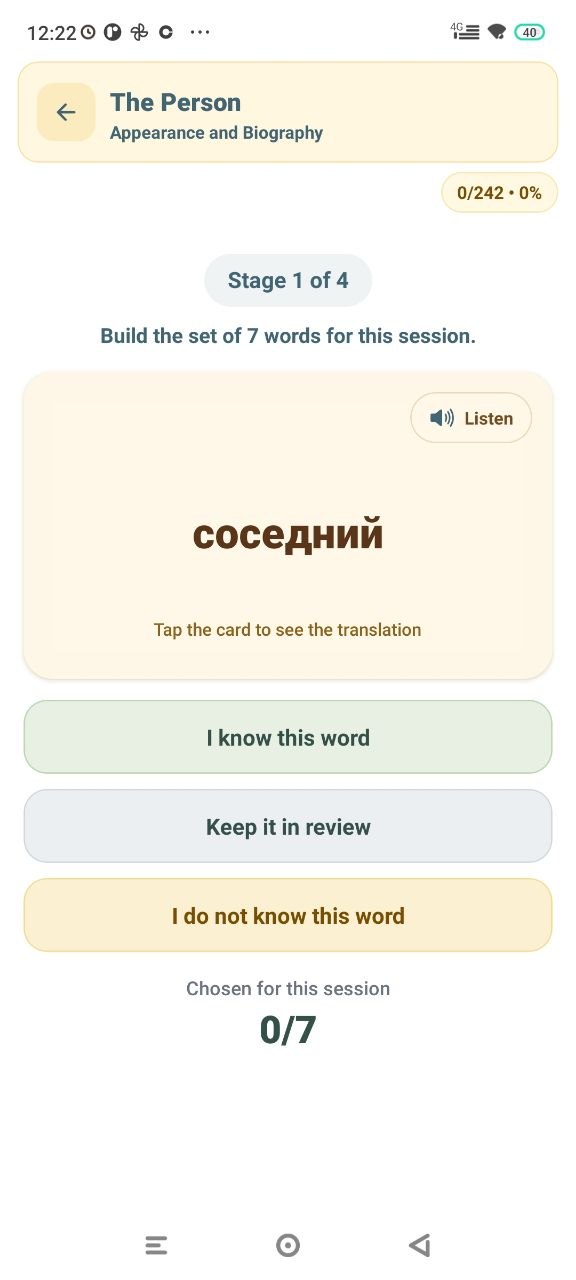 12:22
4G
40
The Person
Appearance and Biography
0/242 • 0%
Stage 1 of 4
Build the set of 7 words for this session.
Listen
соседний
Tap the card to see the translation
I know this word
Keep it in review
I do not know this word
Chosen for this session
0/7